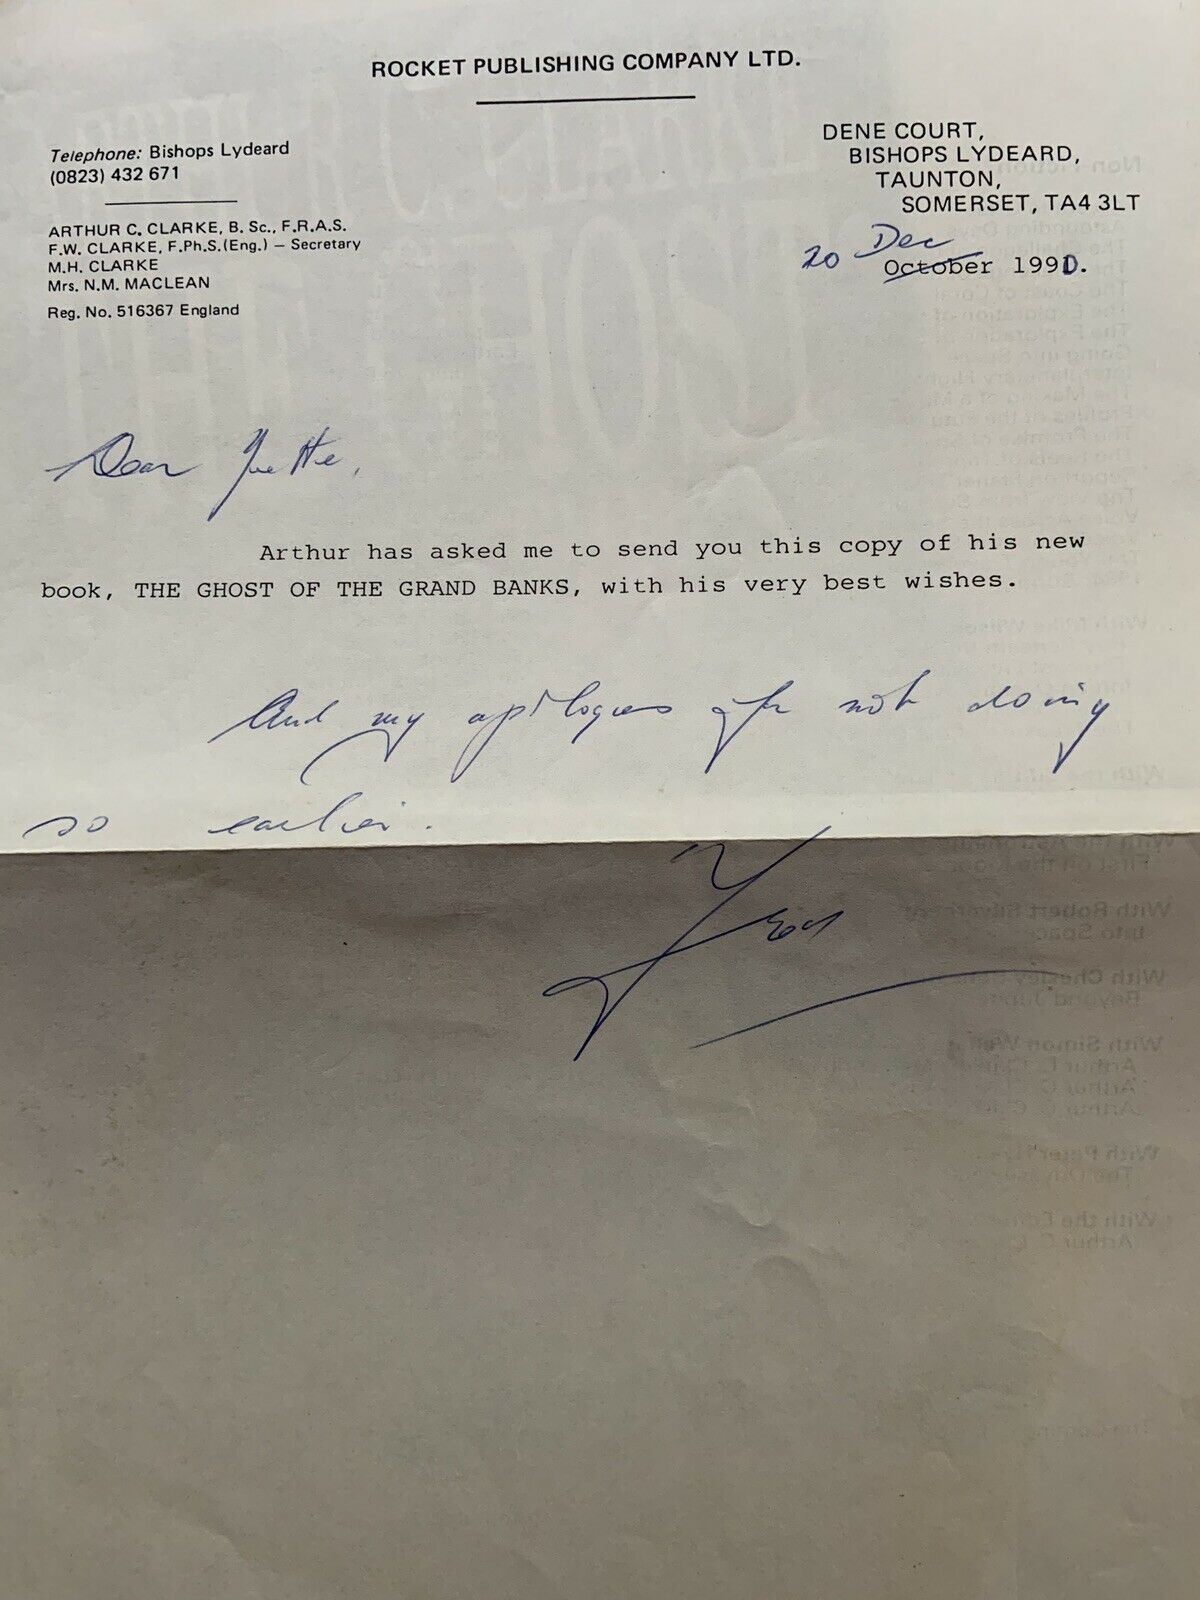 ROCKET PUBLISHING COMPANY LTD.
Telephone: Bishops Lydeard
(0823) 432 671
ARTHUR C. CLARKE, B. Sc., F.R.A.S.
F.W. CLARKE, F.Ph.S.(Eng.) – Secretary
M.H. CLARKE
Mrs. N.M. MACLEAN
Reg. No. 516367 England
DENE COURT,
BISHOPS LYDEARD,
TAUNTON,
SOMERSET, TA4 3LT
20 Dec
October 1990.
Dear Yvette,
Arthur has asked me to send you this copy of his new
book, THE GHOST OF THE GRAND BANKS, with his very best wishes.
And my apologies for not doing
so earlier.
Fred